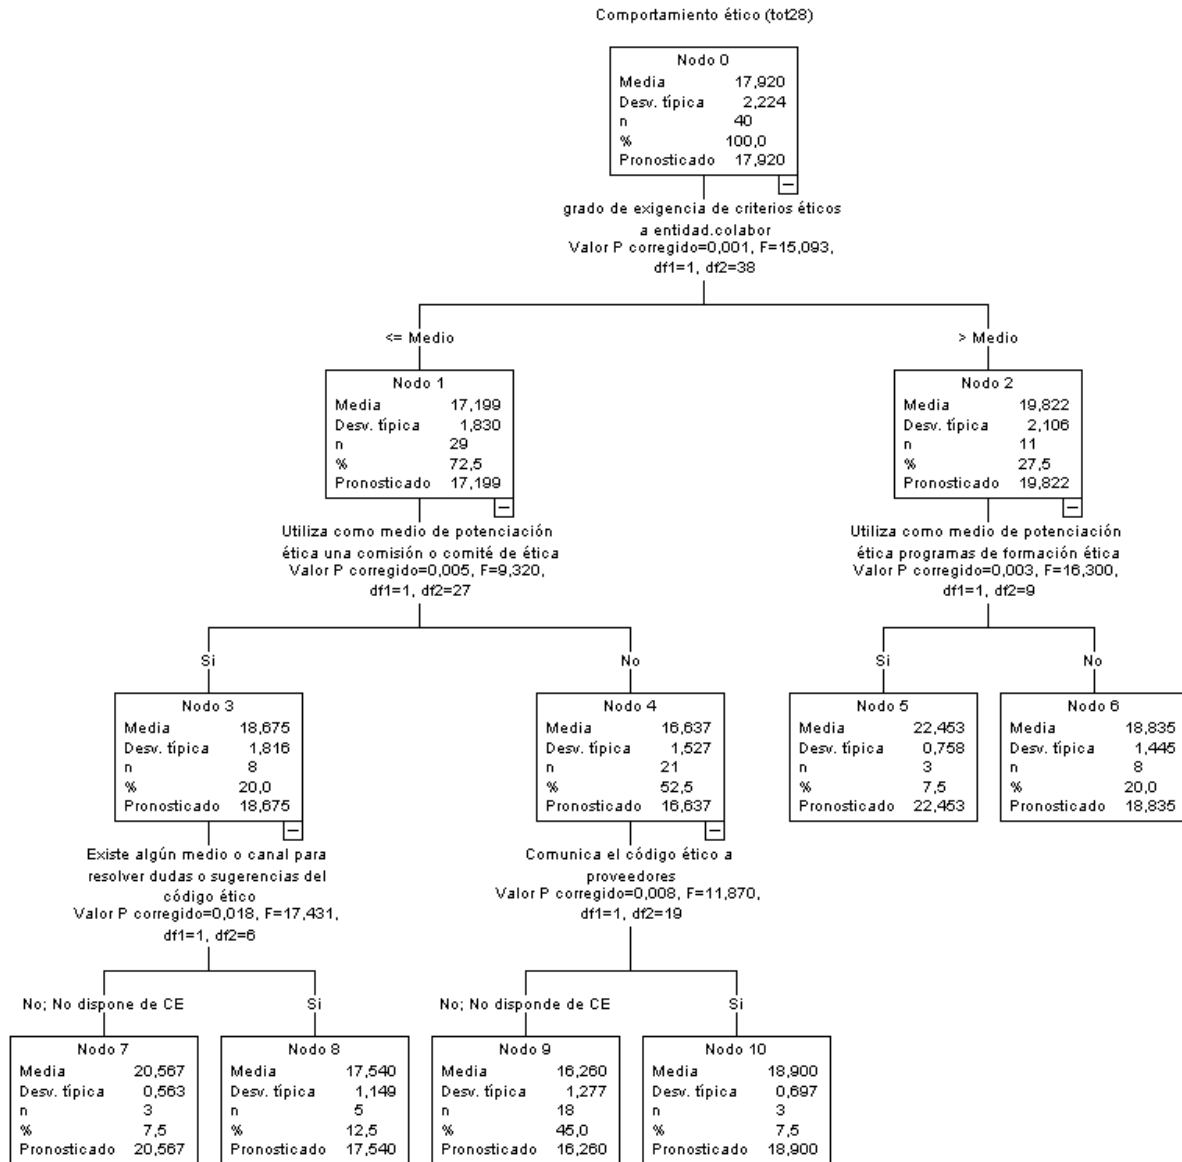 Comportamiento ético (tot28)
Nodo 0
Media 17,920
Desv. típica 2,224
n 40
% 100,0
Pronosticado 17,920
grado de exigencia de criterios éticos
a entidad.colabor
Valor P corregido=0,001, F=15,093,
df1=1, df2=38
<= Medio
> Medio
Nodo 1
Media 17,199
Desv. típica 1,830
n 29
% 72,5
Pronosticado 17,199
Nodo 2
Media 19,822
Desv. típica 2,106
n 11
% 27,5
Pronosticado 19,822
Utiliza como medio de potenciación
ética una comisión o comité de ética
Valor P corregido=0,005, F=9,320,
df1=1, df2=27
Utiliza como medio de potenciación
ética programas de formación ética
Valor P corregido=0,003, F=16,300,
df1=1, df2=9
Si
No
Si
No
Nodo 3
Media 18,675
Desv. típica 1,816
n 8
% 20,0
Pronosticado 18,675
Nodo 4
Media 16,637
Desv. típica 1,527
n 21
% 52,5
Pronosticado 16,637
Nodo 5
Media 22,453
Desv. típica 0,758
n 3
% 7,5
Pronosticado 22,453
Nodo 6
Media 18,835
Desv. típica 1,445
n 8
% 20,0
Pronosticado 18,835
Existe algún medio o canal para
resolver dudas o sugerencias del
código ético
Valor P corregido=0,018, F=17,431,
df1=1, df2=6
Comunica el código ético a
proveedores
Valor P corregido=0,008, F=11,870,
df1=1, df2=19
No; No dispone de CE
Si
No; No disponde de CE
Si
Nodo 7
Media 20,567
Desv. típica 0,563
n 3
% 7,5
Pronosticado 20,567
Nodo 8
Media 17,540
Desv. típica 1,149
n 5
% 12,5
Pronosticado 17,540
Nodo 9
Media 16,260
Desv. típica 1,277
n 18
% 45,0
Pronosticado 16,260
Nodo 10
Media 18,900
Desv. típica 0,697
n 3
% 7,5
Pronosticado 18,900